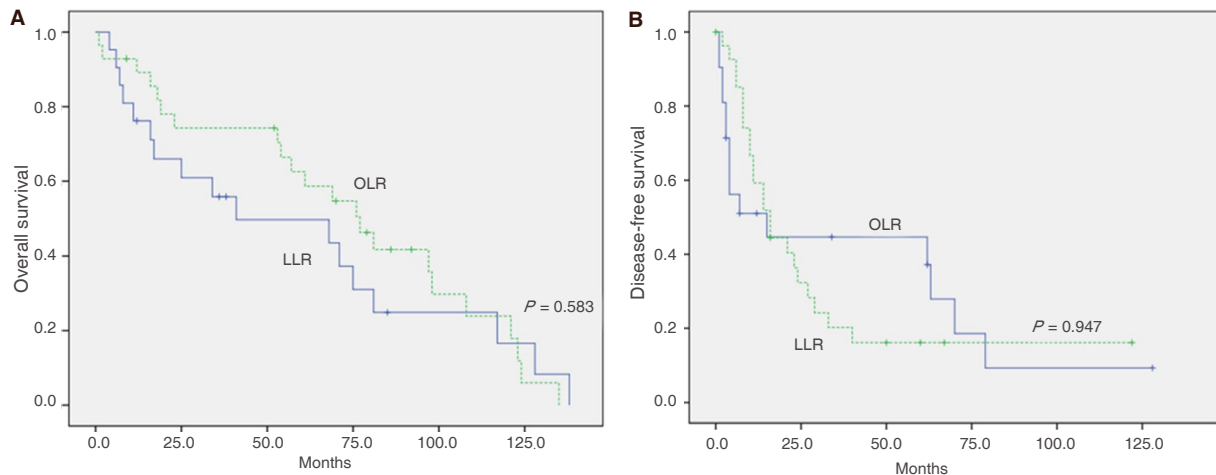 A
Overall survival
1.0
0.8
0.6
0.4
0.2
0.0
OLR
LLR
P = 0.583
0.0 25.0 50.0 75.0 100.0 125.0
Months
B
Disease-free survival
1.0
0.8
0.6
0.4
0.2
0.0
OLR
LLR
P = 0.947
0.0 25.0 50.0 75.0 100.0 125.0
Months